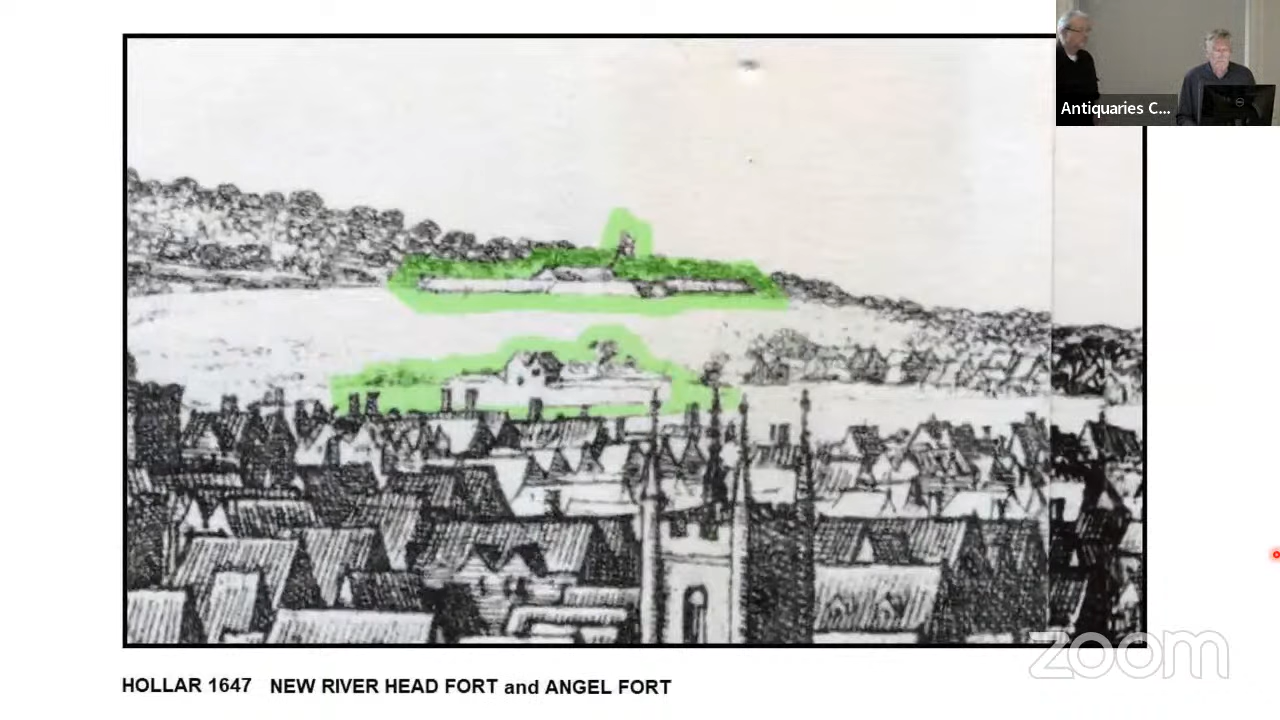 Antiquaries C...
zoom
HOLLAR 1647 NEW RIVER HEAD FORT and ANGEL FORT